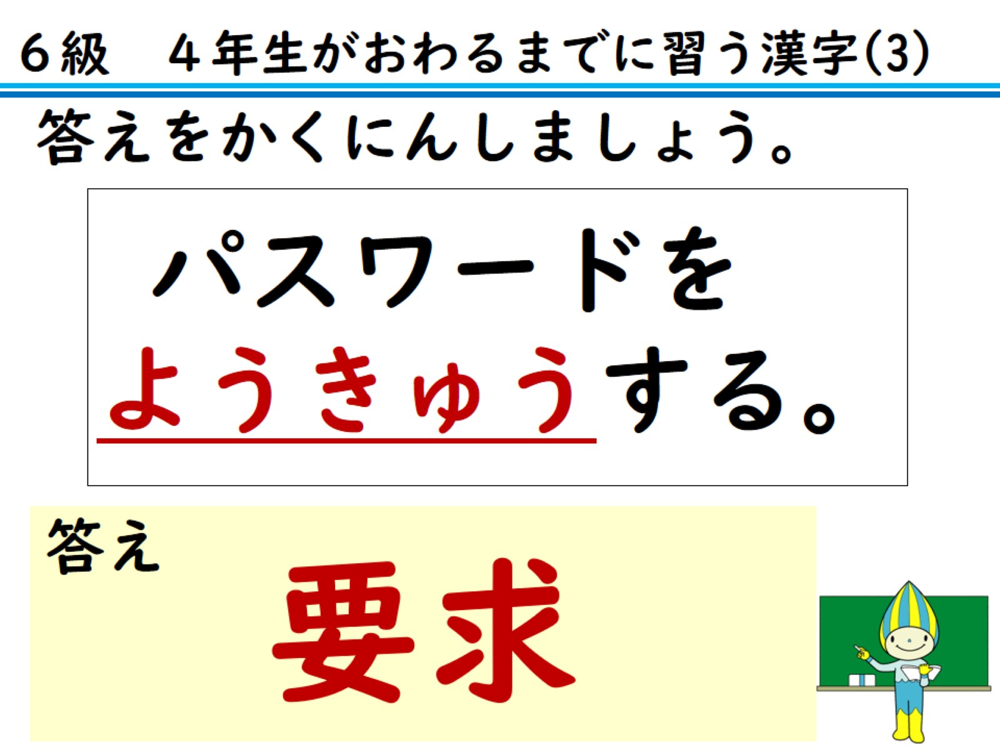 ６級　４年生がおわるまでに習う漢字(3)
答えをかくにんしましょう。
パスワードを
ようきゅうする。
答え
要求